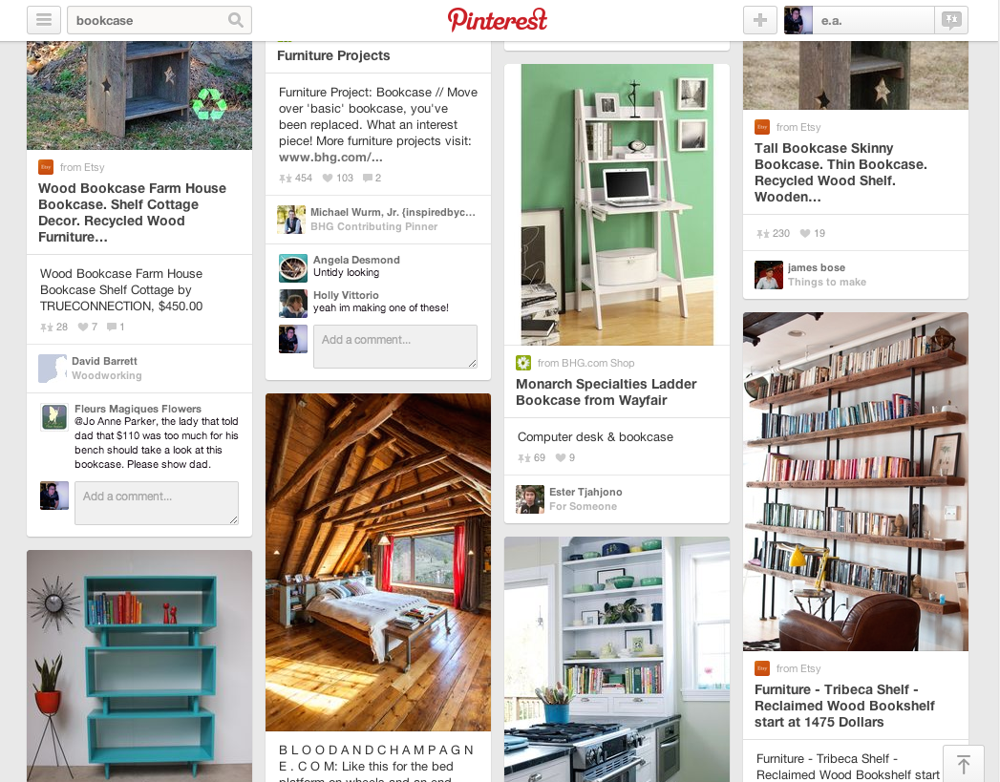 bookcase
Pinterest
e.a.
Etsy
from Etsy
Wood Bookcase Farm House
Bookcase. Shelf Cottage
Decor. Recycled Wood
Furniture...
Wood Bookcase Farm House
Bookcase Shelf Cottage by
TRUECONNECTION, $450.00
28 7 1
David Barrett
Woodworking
Fleurs Magiques Flowers
@Jo Anne Parker, the lady that told
dad that $110 was too much for his
bench should take a look at this
bookcase. Please show dad.
Add a comment...
Furniture Projects
Furniture Project: Bookcase // Move
over 'basic' bookcase, you've
been replaced. What an interest
piece! More furniture projects visit:
www.bhg.com/...
454 103 2
Michael Wurm, Jr. {inspiredbyc...
BHG Contributing Pinner
Angela Desmond
Untidy looking
Holly Vittorio
yeah im making one of these!
Add a comment...
B L O O D A N D C H A M P A G N
E . C O M: Like this for the bed
platform on wheels and an end
from BHG.com Shop
Monarch Specialties Ladder
Bookcase from Wayfair
Computer desk & bookcase
69 9
Ester Tjahjono
For Someone
Etsy
from Etsy
Tall Bookcase Skinny
Bookcase. Thin Bookcase.
Recycled Wood Shelf.
Wooden...
230 19
james bose
Things to make
Etsy
from Etsy
Furniture - Tribeca Shelf -
Reclaimed Wood Bookshelf
start at 1475 Dollars
Furniture - Tribeca Shelf -
Reclaimed Wood Bookshelf start